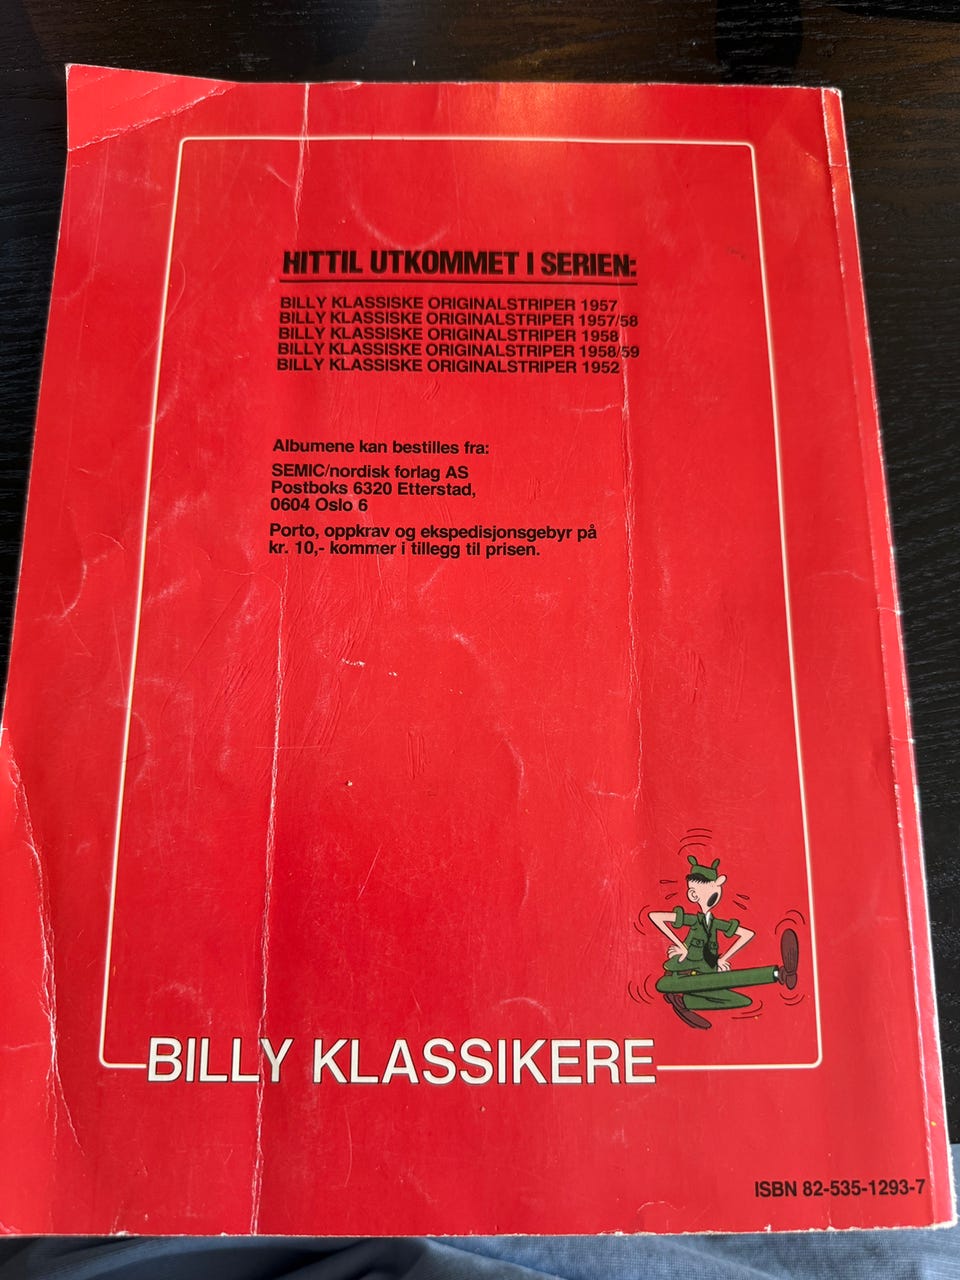 HITTIL UTKOMMET I SERIEN:
BILLY KLASSISKE ORIGINALSTRIPER 1957
BILLY KLASSISKE ORIGINALSTRIPER 1957/58
BILLY KLASSISKE ORIGINALSTRIPER 1958
BILLY KLASSISKE ORIGINALSTRIPER 1958/59
BILLY KLASSISKE ORIGINALSTRIPER 1952
Albumene kan bestilles fra:
SEMIC/nordisk forlag AS
Postboks 6320 Etterstad,
0604 Oslo 6
Porto, oppkrav og ekspedisjonsgebyr på
kr. 10,- kommer i tillegg til prisen.
BILLY KLASSIKERE
ISBN 82-535-1293-7